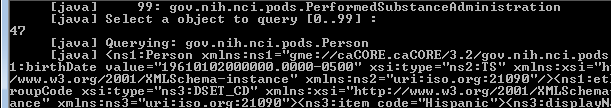 [java]     99: gov.nih.nci.pods.PerformedSubstanceAdministration
[java] Select a object to query [0..99] :
47
[java] Querying: gov.nih.nci.pods.Person
[java] <ns1:Person xmlns:ns1="gme://caCORE.caCORE/3.2/gov.nih.nci.pods
1:birthDate value="19610102000000.0000-0500" xsi:type="ns2:TS" xmlns:xsi="h
/www.w3.org/2001/XMLSchema-instance" xmlns:ns2="uri:iso.org:21090"/><ns1:et
roupCode xsi:type="ns3:DSET_CD" xmlns:xsi="http://www.w3.org/2001/XMLSchema
ance" xmlns:ns3="uri:iso.org:21090"><ns3:item code="Hispanic"><ns3:display